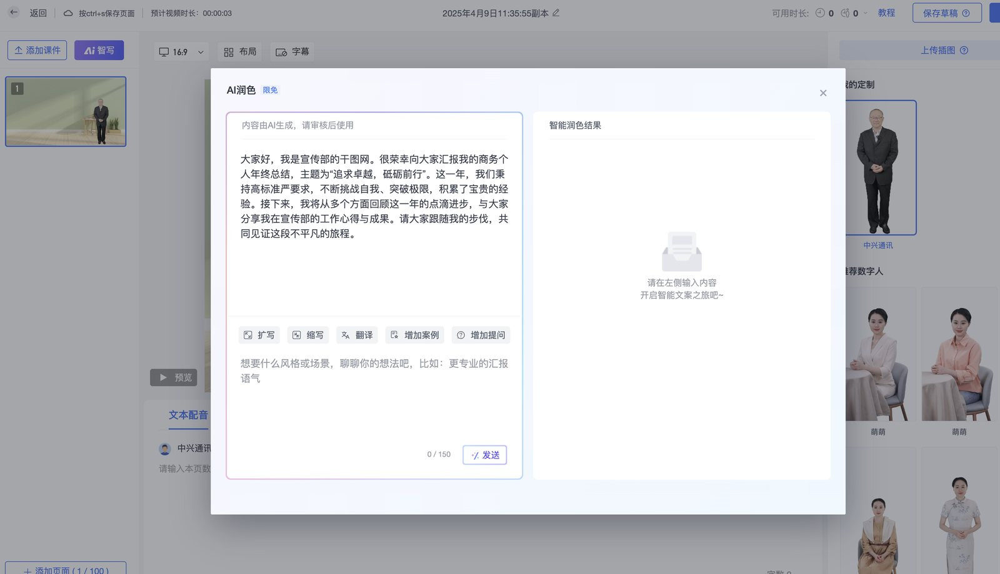 返回
按ctrl+s保存页面
预计视频时长：00:00:03
2025年4月9日11:35:55副本
可用时长：
0
0
教程
保存草稿
添加课件
Ai 智写
16:9
布局
字幕
上传插图
1
AI润色
限免
的定制
内容由AI生成，请审核后使用
智能润色结果
大家好，我是宣传部的干图网。很荣幸向大家汇报我的商务个
人年终总结，主题为“追求卓越，砥砺前行”。这一年，我们秉
持高标准严要求，不断挑战自我、突破极限，积累了宝贵的经
验。接下来，我将从多个方面回顾这一年的点滴进步，与大家
分享我在宣传部的工作心得与成果。请大家跟随我的步伐，共
同见证这段不平凡的旅程。
中兴通讯
荐数字人
请在左侧输入内容
开启智能文案之旅吧~
扩写
缩写
翻译
增加案例
增加提问
想要什么风格或场景，聊聊你的想法吧，比如：更专业的汇报
语气
预览
文本配音
萌萌
萌萌
中兴通讯
请输入本页数
0 / 150
发送
添加页面 ( 1 / 100 )